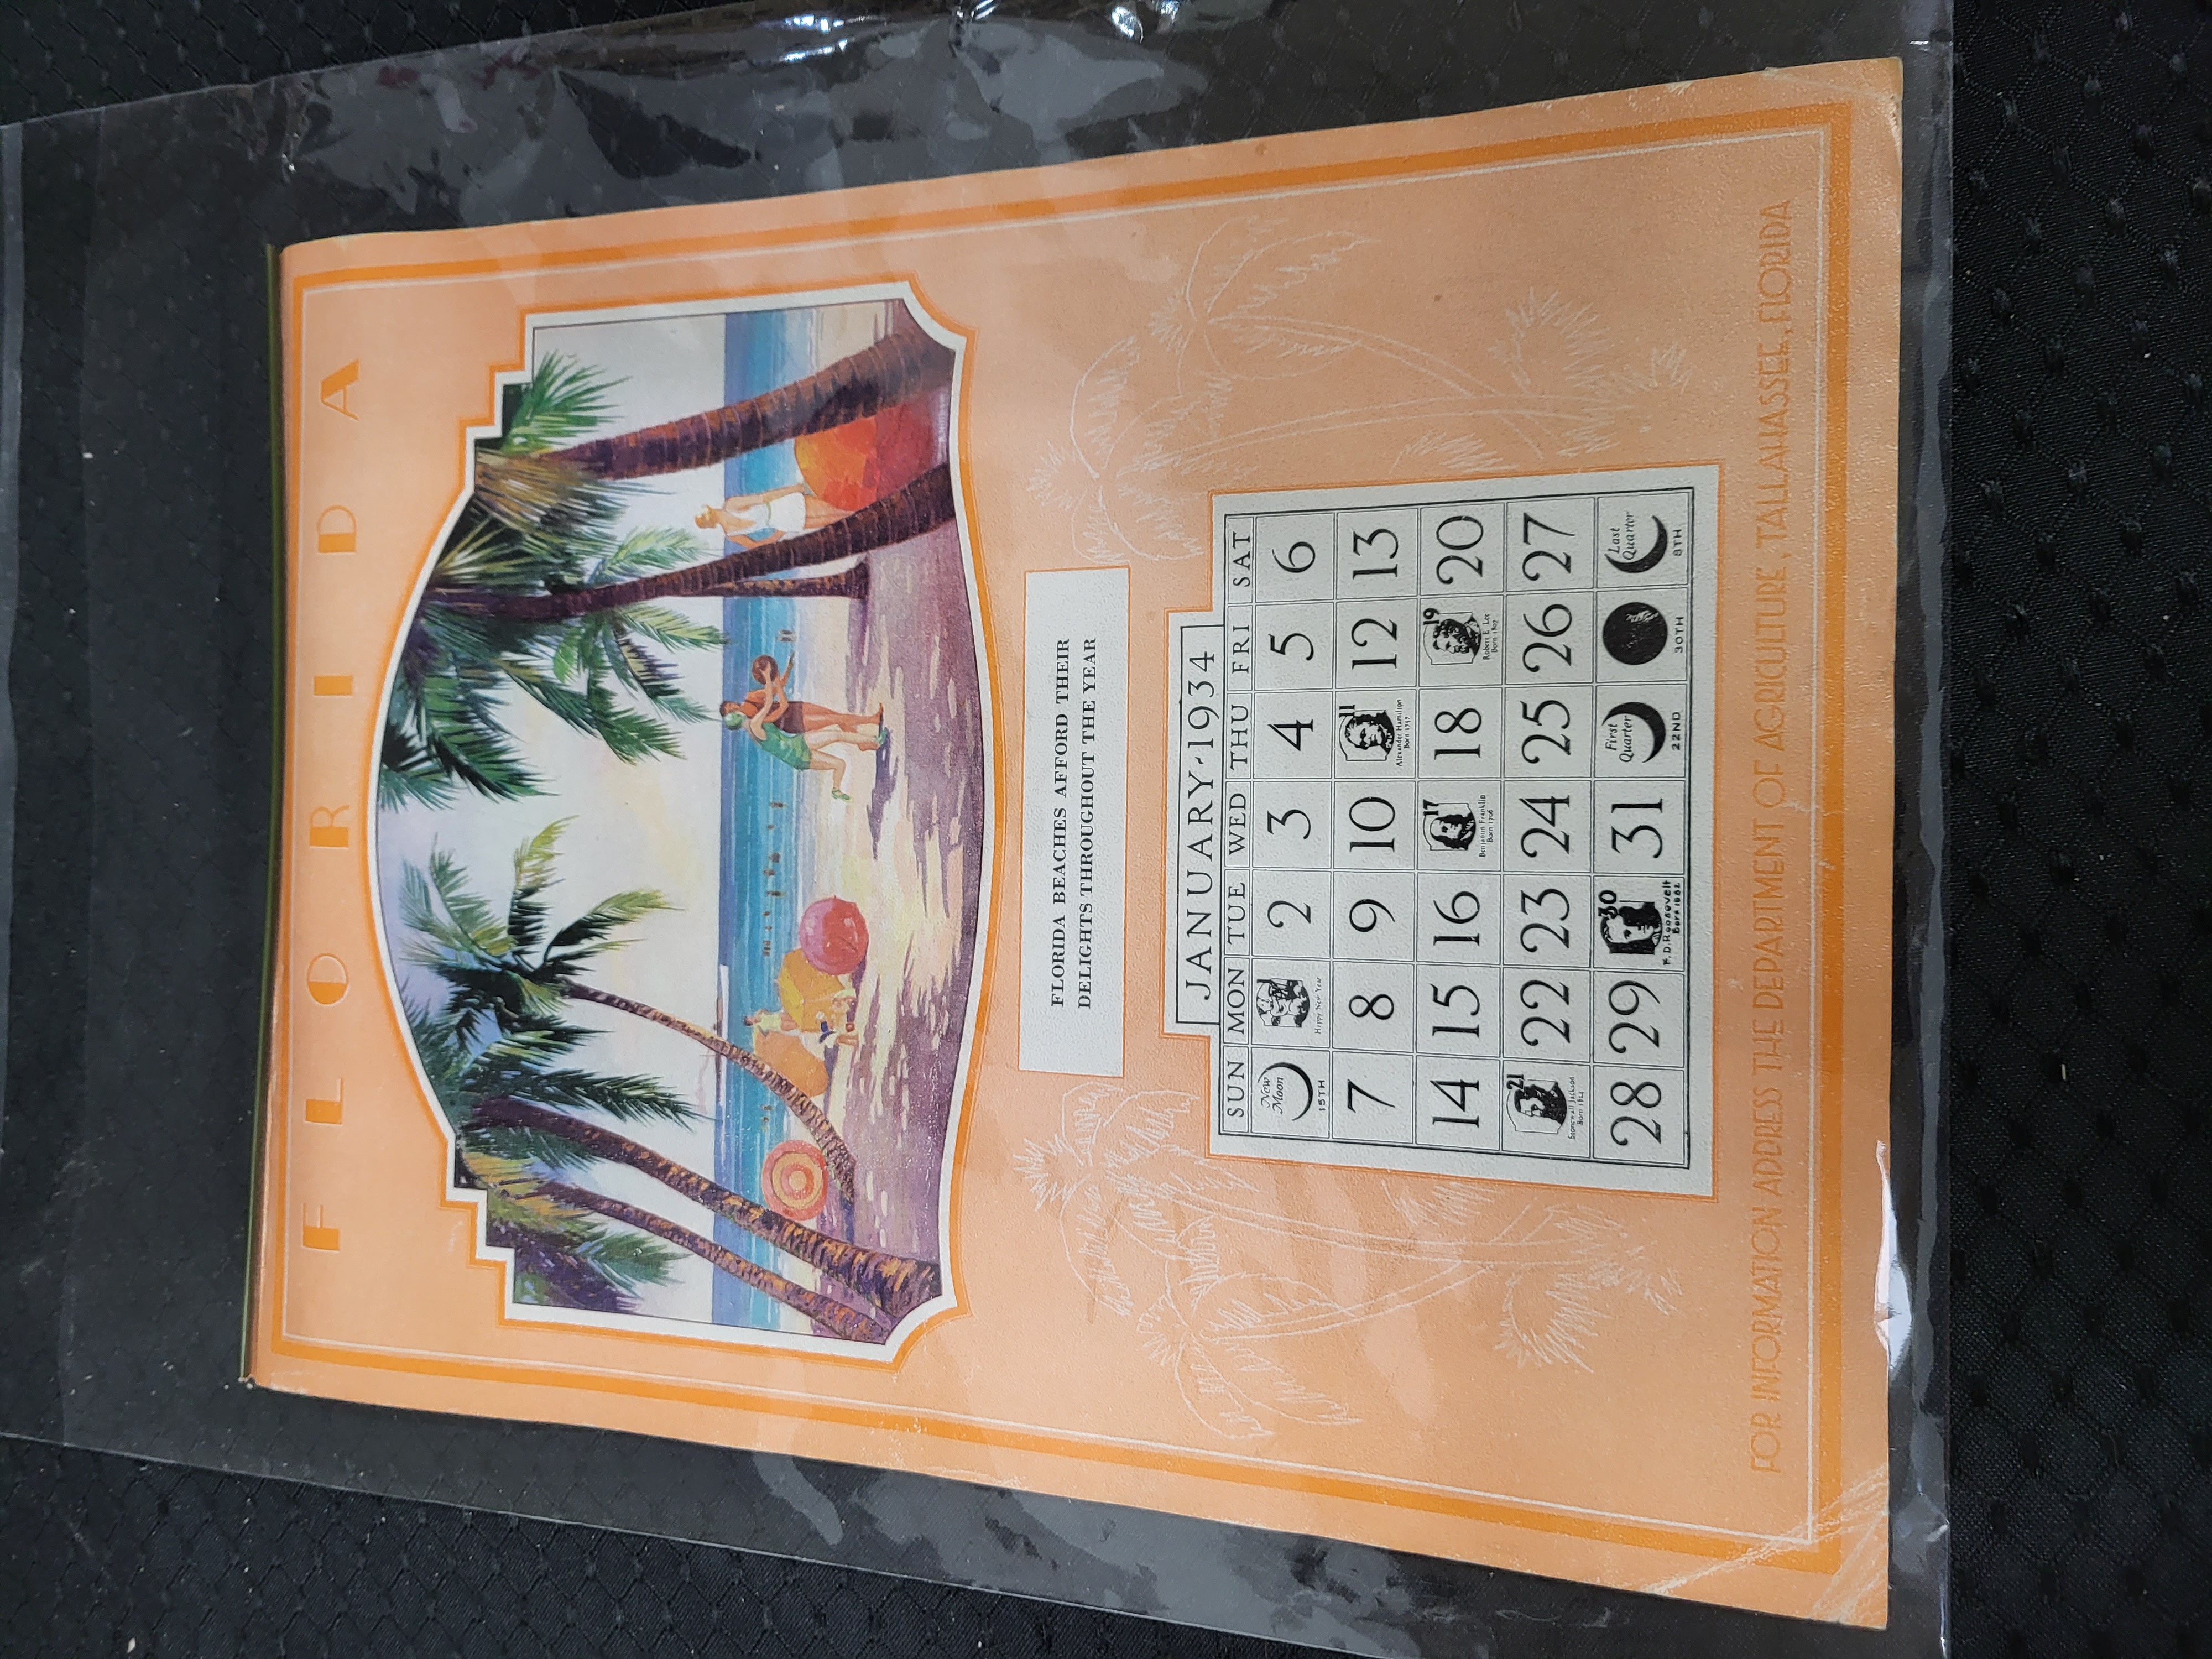 FLORIDA
FLORIDA BEACHES AFFORD THEIR
DELIGHTS THROUGHOUT THE YEAR
JANUARY·1934
SUN MON TUE WED THU FRI SAT
New Moon 15TH Happy New Year 2 3 4 5 6
7 8 9 10 11 Alexander Hamilton Born 1757 12 13
14 15 16 17 Benjamin Franklin Born 1706 18 19 Robert E. Lee Born 1807 20
21 Stonewall Jackson Born 1824 22 23 24 25 26 27
28 29 30 F.D. Roosevelt Born 1882 31 First Quarter 22ND 30TH Last Quarter 8TH
FOR INFORMATION ADDRESS THE DEPARTMENT OF AGRICULTURE, TALLAHASSEE, FLORIDA